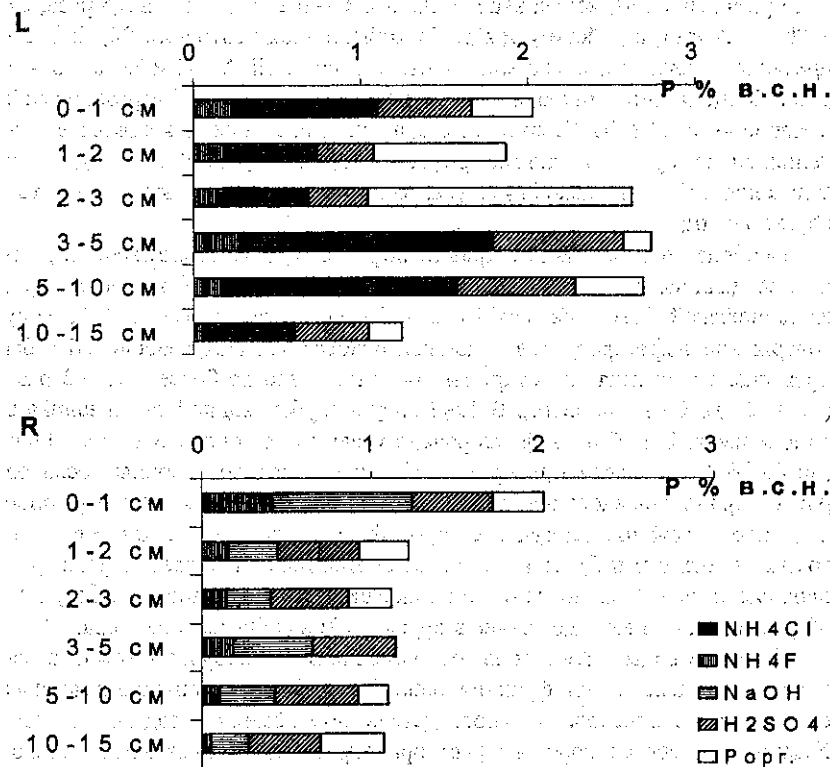 L
0 1 2 3
P % В.С.Н.
0-1 СМ
1-2 СМ
2-3 СМ
3-5 СМ
5-10 СМ
10-15 СМ
R
0 1 2 3
P % В.С.Н.
0-1 СМ
1-2 СМ
2-3 СМ
3-5 СМ
5-10 СМ
10-15 СМ
NH4Cl
NH4F
NaOH
H2SO4
Popr.